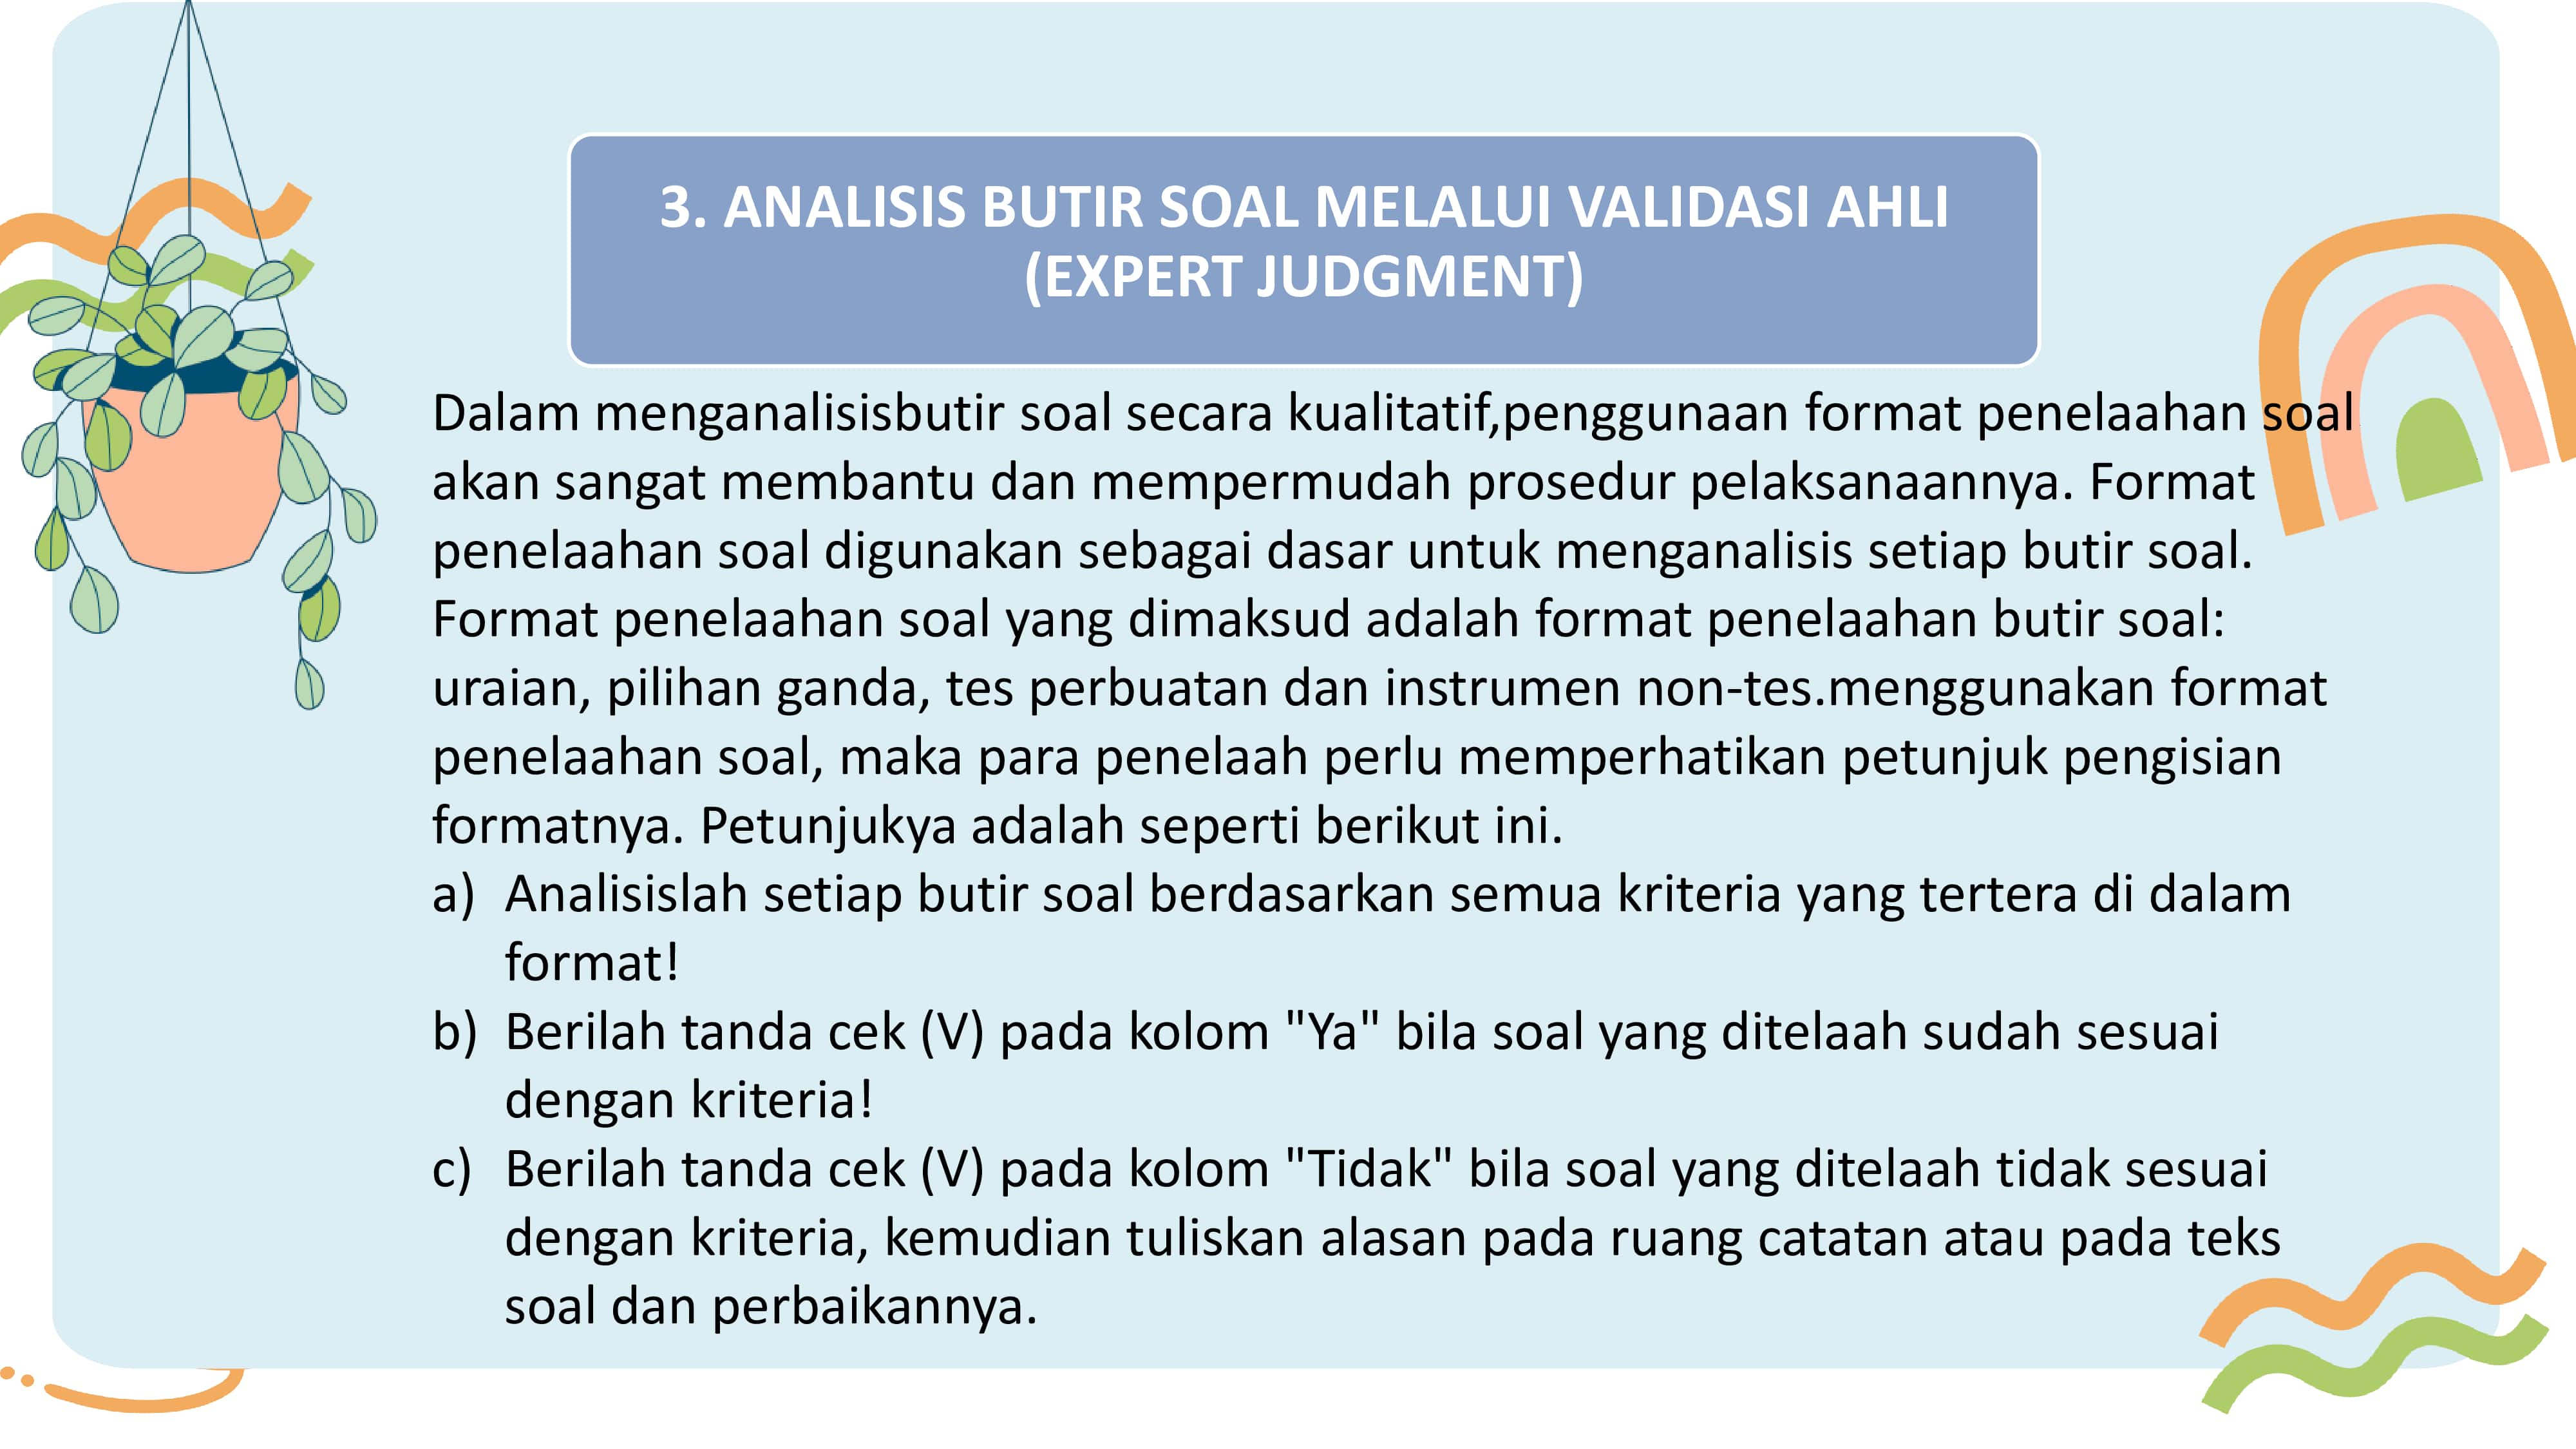 3. ANALISIS BUTIR SOAL MELALUI VALIDASI AHLI
(EXPERT JUDGMENT)
Dalam menganalisisbutir soal secara kualitatif,penggunaan format penelaahan soal
akan sangat membantu dan mempermudah prosedur pelaksanaannya. Format
penelaahan soal digunakan sebagai dasar untuk menganalisis setiap butir soal.
Format penelaahan soal yang dimaksud adalah format penelaahan butir soal:
uraian, pilihan ganda, tes perbuatan dan instrumen non-tes.menggunakan format
penelaahan soal, maka para penelaah perlu memperhatikan petunjuk pengisian
formatnya. Petunjukya adalah seperti berikut ini.
a) Analisislah setiap butir soal berdasarkan semua kriteria yang tertera di dalam
format!
b) Berilah tanda cek (V) pada kolom "Ya" bila soal yang ditelaah sudah sesuai
dengan kriteria!
c) Berilah tanda cek (V) pada kolom "Tidak" bila soal yang ditelaah tidak sesuai
dengan kriteria, kemudian tuliskan alasan pada ruang catatan atau pada teks
soal dan perbaikannya.